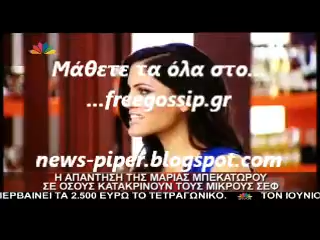 Μάθετε τα όλα στο...
...freegossip.gr
news-piper.blogspot.com
Η ΑΠΑΝΤΗΣΗ ΤΗΣ ΜΑΡΙΑΣ ΜΠΕΚΑΤΩΡΟΥ
ΣΕ ΟΣΟΥΣ ΚΑΤΑΚΡΙΝΟΥΝ ΤΟΥΣ ΜΙΚΡΟΥΣ ΣΕΦ
ΙΕΡΒΑΙΝΕΙ ΤΑ 2.500 ΕΥΡΩ ΤΟ ΤΕΤΡΑΓΩΝΙΚΟ. ΤΟΝ ΙΟΥΝΙΟ